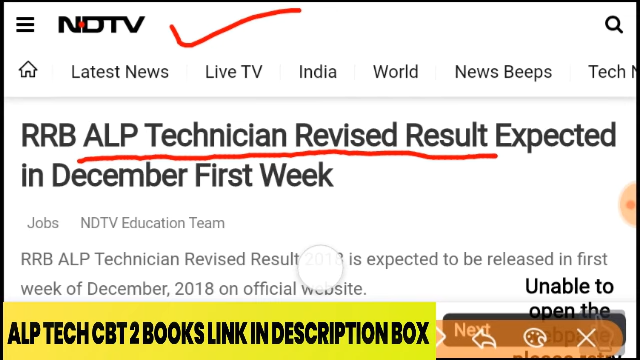 NDTV
Latest News Live TV India World News Beeps Tech N
RRB ALP Technician Revised Result Expected
in December First Week
Jobs NDTV Education Team
RRB ALP Technician Revised Result 2018 is expected to be released in first
week of December, 2018 on official website.
Unable to
open the
ALP TECH CBT 2 BOOKS LINK IN DESCRIPTION BOX
Next
please retry